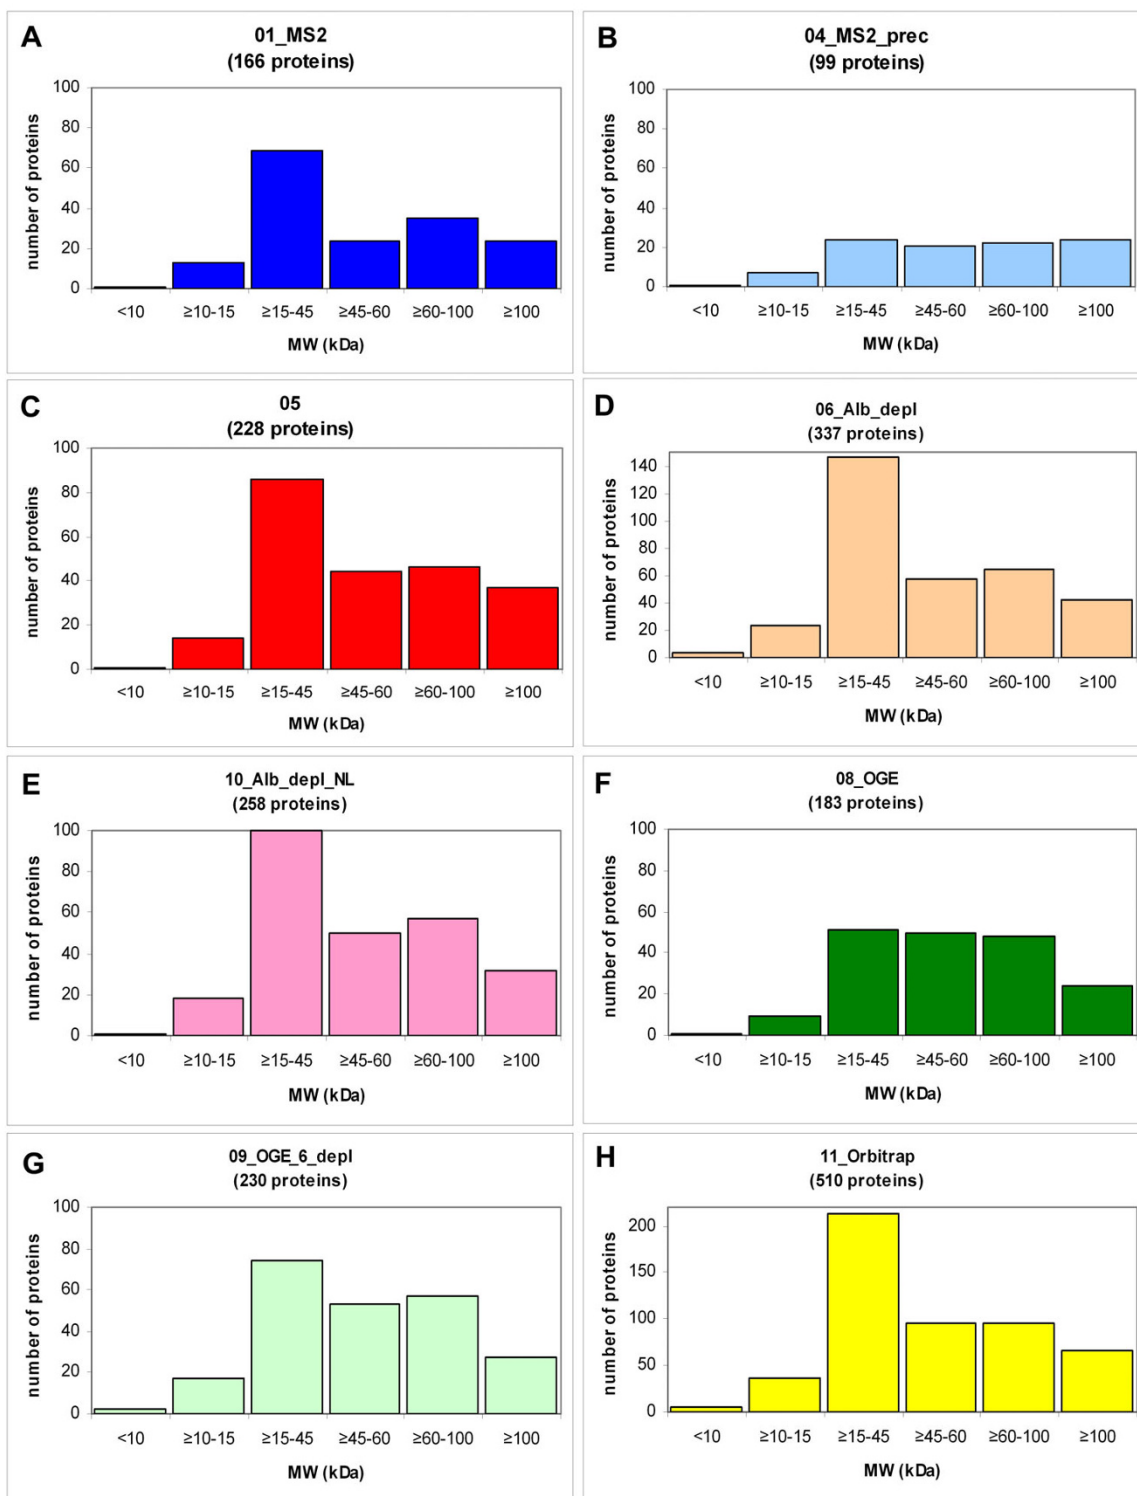 A
01_MS2
(166 proteins)
number of proteins
100
80
60
40
20
0
<10 ≥10-15 ≥15-45 ≥45-60 ≥60-100 ≥100
MW (kDa)
B
04_MS2_prec
(99 proteins)
number of proteins
100
80
60
40
20
0
<10 ≥10-15 ≥15-45 ≥45-60 ≥60-100 ≥100
MW (kDa)
C
05
(228 proteins)
number of proteins
100
80
60
40
20
0
<10 ≥10-15 ≥15-45 ≥45-60 ≥60-100 ≥100
MW (kDa)
D
06_Alb_depl
(337 proteins)
number of proteins
140
120
100
80
60
40
20
0
<10 ≥10-15 ≥15-45 ≥45-60 ≥60-100 ≥100
MW (kDa)
E
10_Alb_depl_NL
(258 proteins)
number of proteins
100
80
60
40
20
0
<10 ≥10-15 ≥15-45 ≥45-60 ≥60-100 ≥100
MW (kDa)
F
08_OGE
(183 proteins)
number of proteins
100
80
60
40
20
0
<10 ≥10-15 ≥15-45 ≥45-60 ≥60-100 ≥100
MW (kDa)
G
09_OGE_6_depl
(230 proteins)
number of proteins
100
80
60
40
20
0
<10 ≥10-15 ≥15-45 ≥45-60 ≥60-100 ≥100
MW (kDa)
H
11_Orbitrap
(510 proteins)
number of proteins
200
150
100
50
0
<10 ≥10-15 ≥15-45 ≥45-60 ≥60-100 ≥100
MW (kDa)